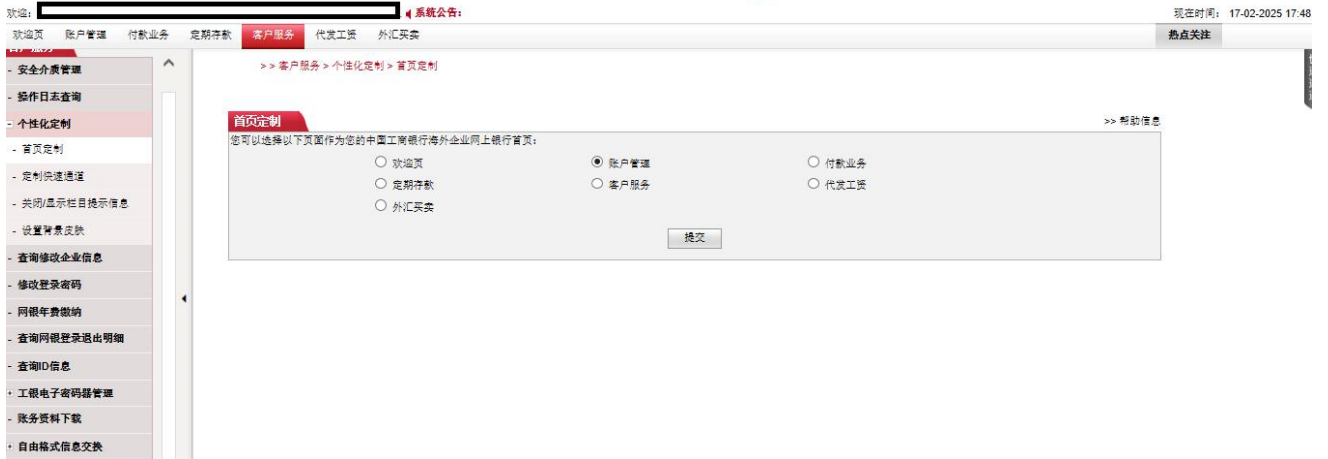 欢迎:
系统公告:
现在时间: 17-02-2025 17:48
欢迎页 账户管理 付款业务 定期存款 客户服务 代发工资 外汇买卖
热点关注
- 安全介质管理
- 操作日志查询
- 个性化定制
- 首页定制
- 定制快速通道
- 关闭/显示栏目提示信息
- 设置背景皮肤
- 查询修改企业信息
- 修改登录密码
- 网银年费缴纳
- 查询网银登录退出明细
- 查询ID信息
+ 工银电子密码器管理
- 账务资料下载
+ 自由格式信息交换
>> 客户服务 > 个性化定制 > 首页定制
首页定制
>> 帮助信息
您可以选择以下页面作为您的中国工商银行海外企业网上银行首页:
欢迎页 账户管理 付款业务
定期存款 客户服务 代发工资
外汇买卖
提交